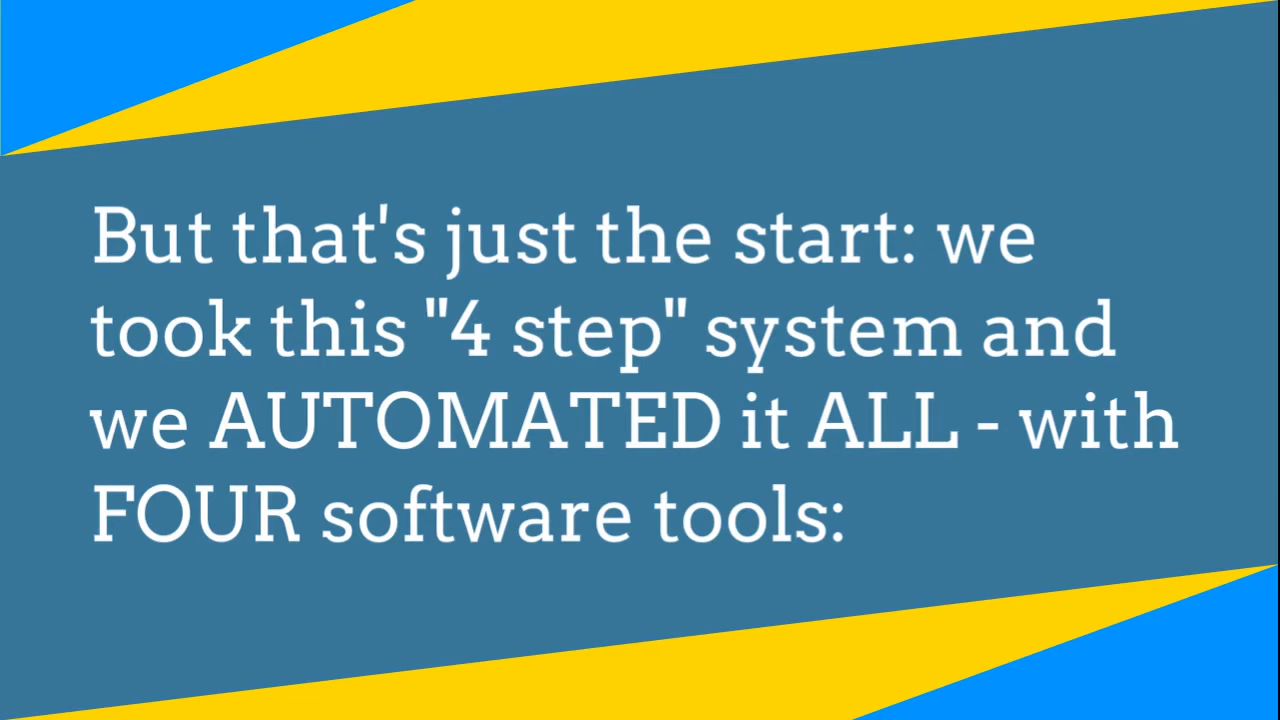 But that's just the start: we
took this "4 step" system and
we AUTOMATED it ALL - with
FOUR software tools: